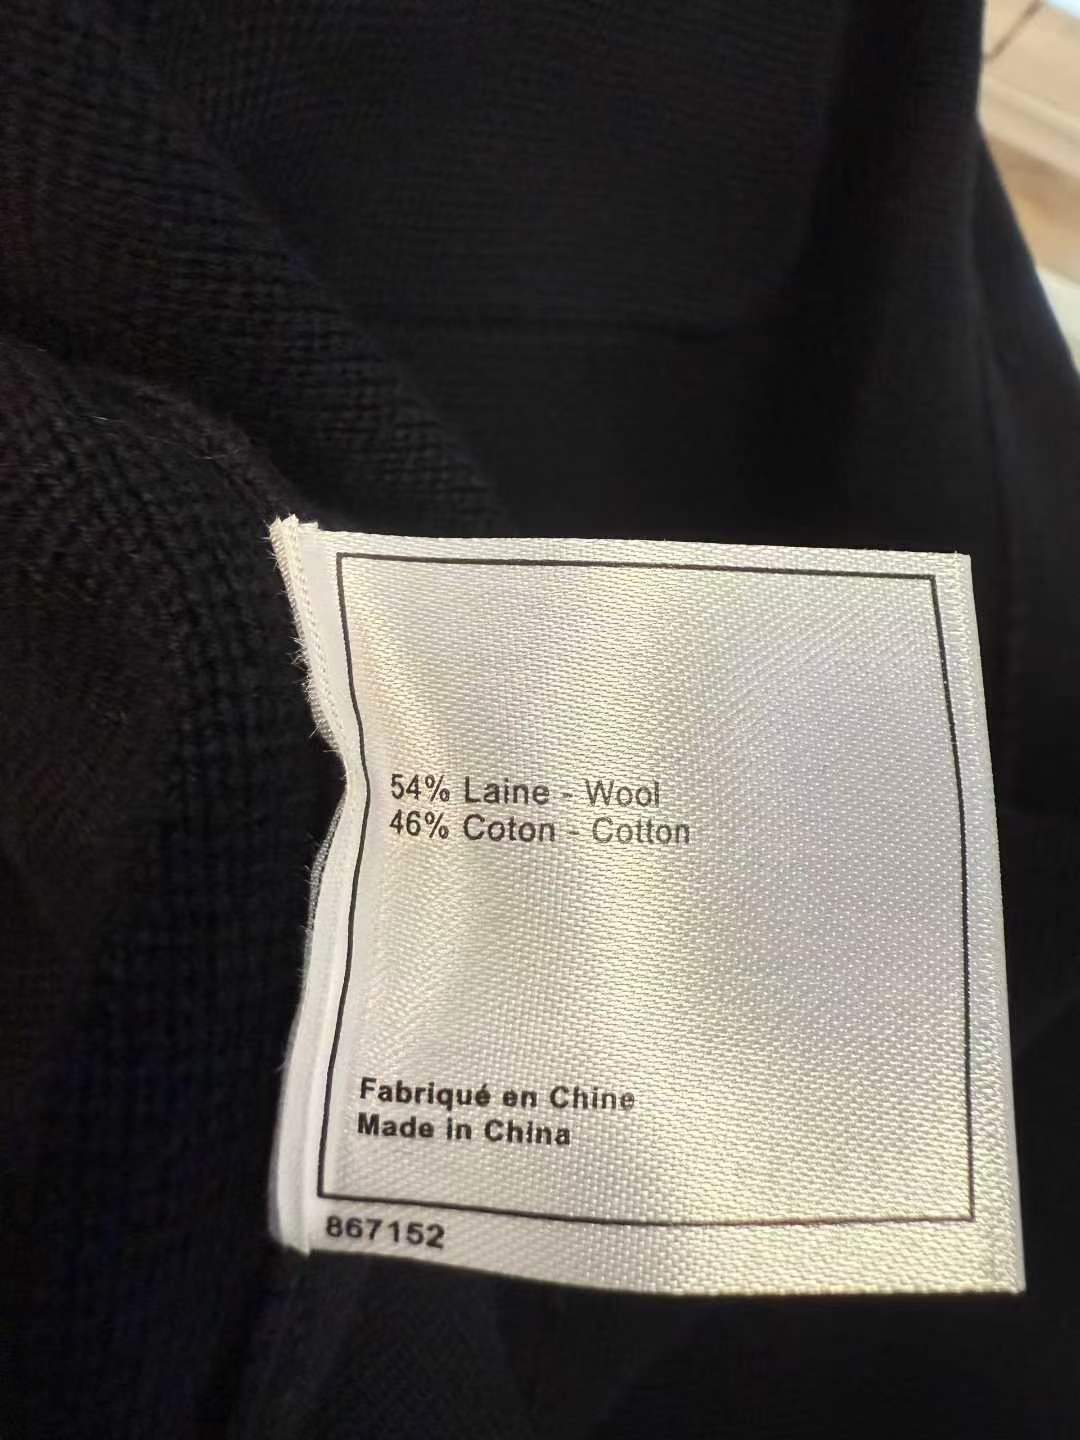 54% Laine - Wool
46% Coton - Cotton
Fabriqué en Chine
Made in China
867152